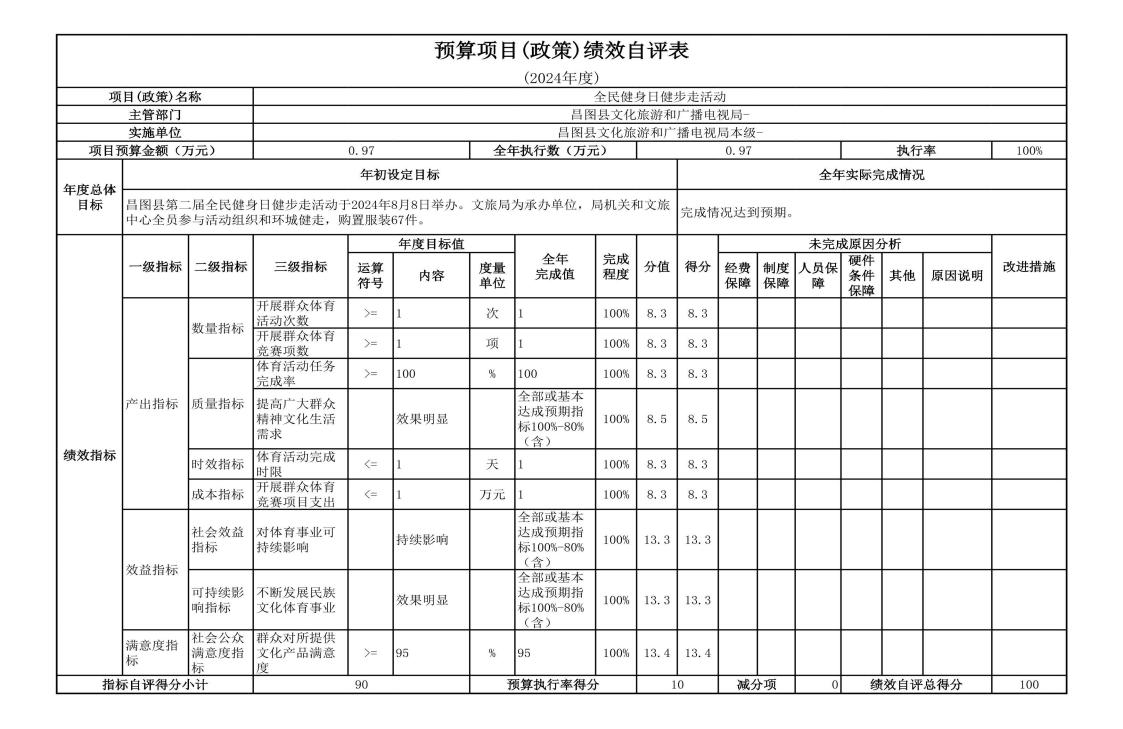 预算项目(政策)绩效自评表
(2024年度)
项目(政策)名称 全民健身日健步走活动
主管部门 昌图县文化旅游和广播电视局-
实施单位 昌图县文化旅游和广播电视局本级-
项目预算金额（万元） 0.97 全年执行数（万元） 0.97 执行率 100%
年度总体
目标
年初设定目标 全年实际完成情况
昌图县第二届全民健身日健步走活动于2024年8月8日举办。文旅局为承办单位，局机关和文旅
中心全员参与活动组织和环城健走，购置服装67件。
完成情况达到预期。
绩效指标
一级指标 二级指标 三级指标
年度目标值
运算
符号
内容
度量
单位
全年
完成值
完成
程度
分值 得分
未完成原因分析
经费
保障
制度
保障
人员保
障
硬件
条件
保障
其他 原因说明
改进措施
产出指标
数量指标
开展群众体育
活动次数
>= 1 次 1 100% 8.3 8.3
开展群众体育
竞赛项数
>= 1 项 1 100% 8.3 8.3
质量指标
体育活动任务
完成率
>= 100 % 100 100% 8.3 8.3
提高广大群众
精神文化生活
需求
效果明显
全部或基本
达成预期指
标100%-80%
（含）
100% 8.5 8.5
时效指标
体育活动完成
时限
<= 1 天 1 100% 8.3 8.3
成本指标
开展群众体育
竞赛项目支出
<= 1 万元 1 100% 8.3 8.3
效益指标
社会效益
指标
对体育事业可
持续影响
持续影响
全部或基本
达成预期指
标100%-80%
（含）
100% 13.3 13.3
可持续影
响指标
不断发展民族
文化体育事业
效果明显
全部或基本
达成预期指
标100%-80%
（含）
100% 13.3 13.3
满意度指
标
社会公众
满意度指
标
群众对所提供
文化产品满意
度
>= 95 % 95 100% 13.4 13.4
指标自评得分小计 90 预算执行率得分 10 减分项 0 绩效自评总得分 100